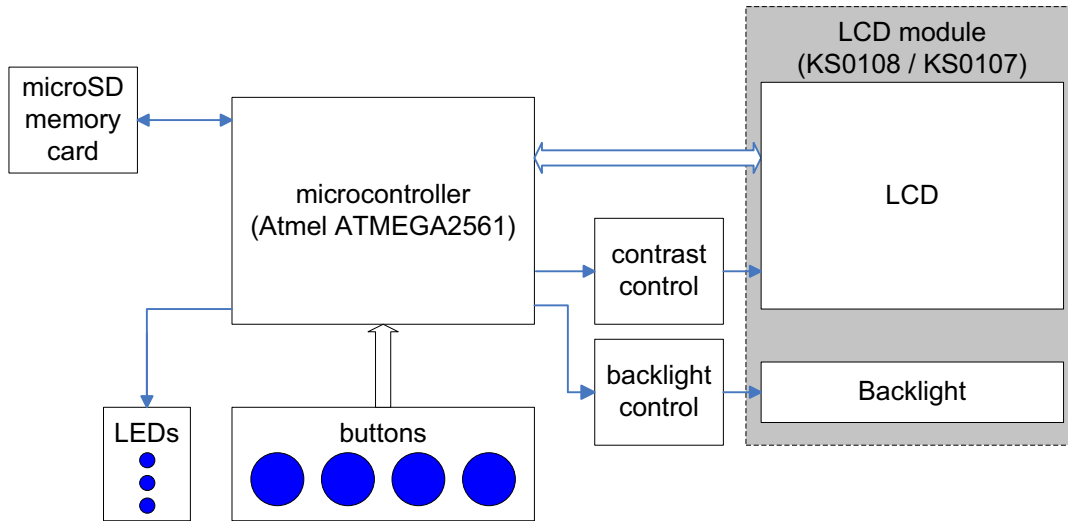 LCD module
(KS0108 / KS0107)
microSD
memory
card
microcontroller
(Atmel ATMEGA2561)
LCD
contrast
control
backlight
control
Backlight
LEDs
buttons